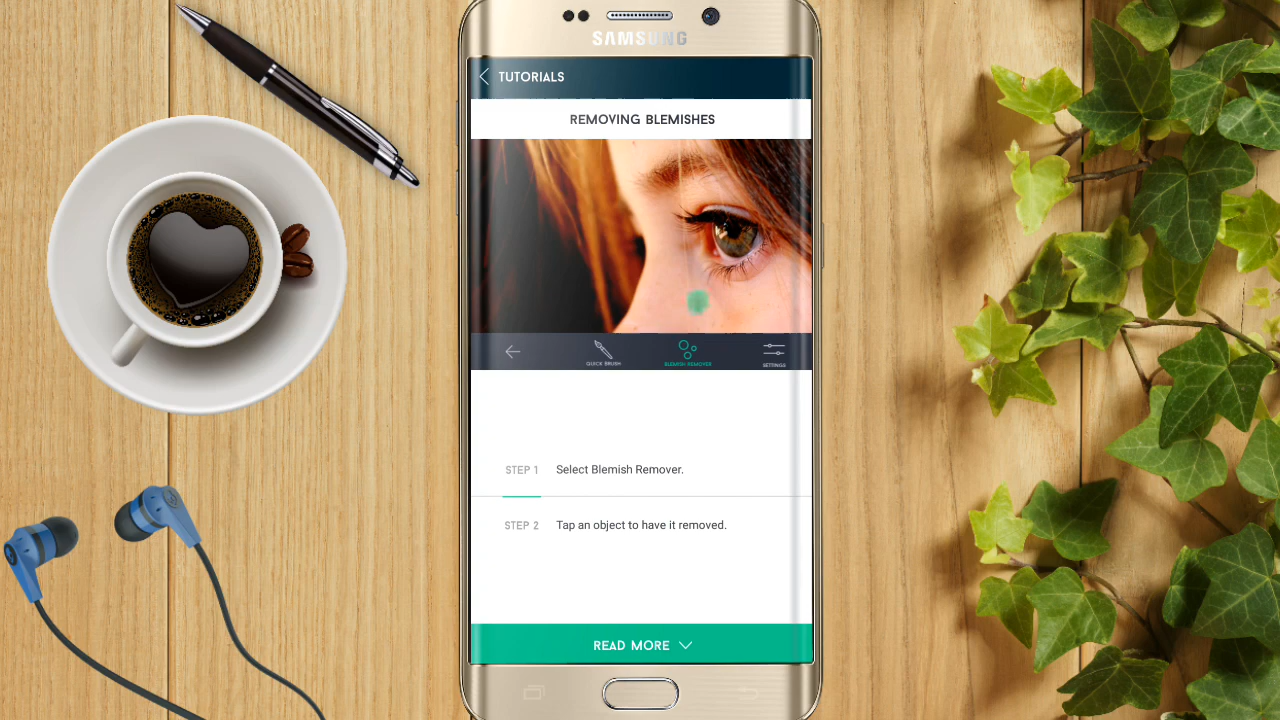 SAMSUNG
TUTORIALS
REMOVING BLEMISHES
QUICK BRUSH
BLEMISH REMOVER
SETTINGS
STEP 1 Select Blemish Remover.
STEP 2 Tap an object to have it removed.
READ MORE